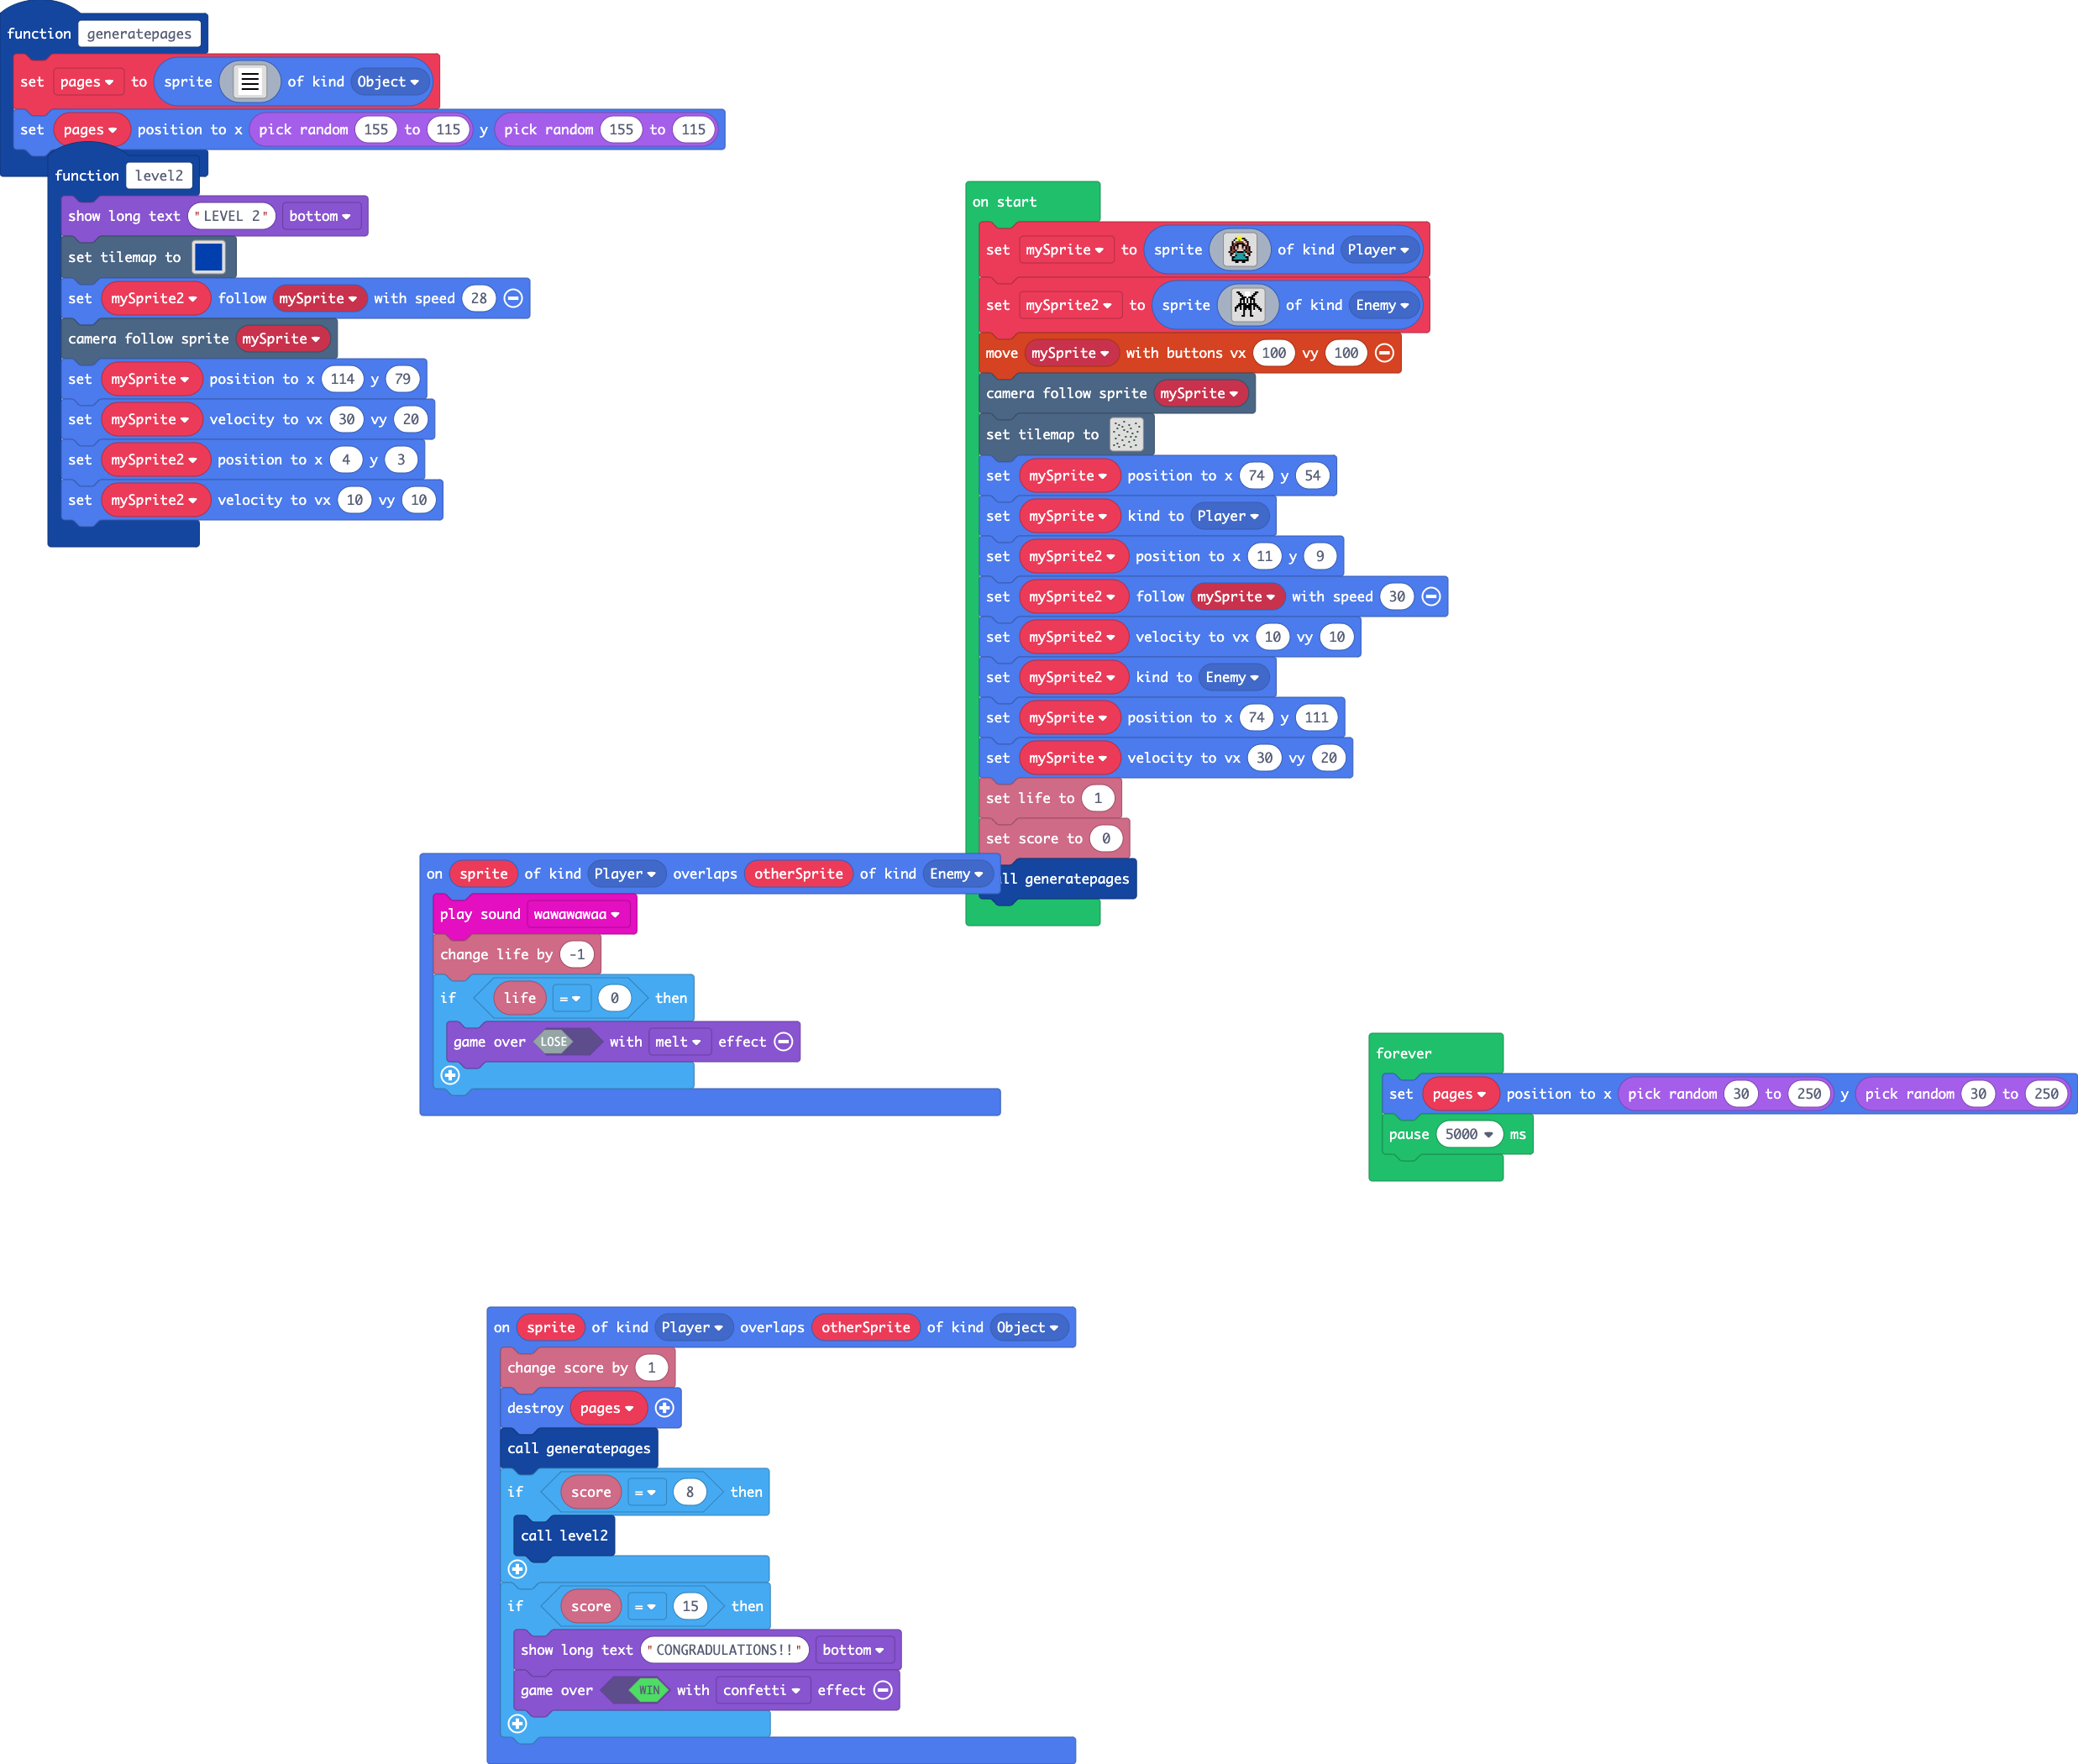 function generatepages
set pages to sprite of kind Object
set pages position to x pick random 155 to 115 y pick random 155 to 115
function level2
show long text "LEVEL 2" bottom
set tilemap to
set mySprite2 follow mySprite with speed 28
camera follow sprite mySprite
set mySprite position to x 114 y 79
set mySprite velocity to vx 30 vy 20
set mySprite2 position to x 4 y 3
set mySprite2 velocity to vx 10 vy 10
on start
set mySprite to sprite of kind Player
set mySprite2 to sprite of kind Enemy
move mySprite with buttons vx 100 vy 100
camera follow sprite mySprite
set tilemap to
set mySprite position to x 74 y 54
set mySprite kind to Player
set mySprite2 position to x 11 y 9
set mySprite2 follow mySprite with speed 30
set mySprite2 velocity to vx 10 vy 10
set mySprite2 kind to Enemy
set mySprite position to x 74 y 111
set mySprite velocity to vx 30 vy 20
set life to 1
set score to 0
ll generatepages
on sprite of kind Player overlaps otherSprite of kind Enemy
play sound wawawawaa
change life by -1
if life = 0 then
game over LOSE with melt effect
forever
set pages position to x pick random 30 to 250 y pick random 30 to 250
pause 5000 ms
on sprite of kind Player overlaps otherSprite of kind Object
change score by 1
destroy pages
call generatepages
if score = 8 then
call level2
if score = 15 then
show long text "CONGRADULATIONS!!" bottom
game over WIN with confetti effect